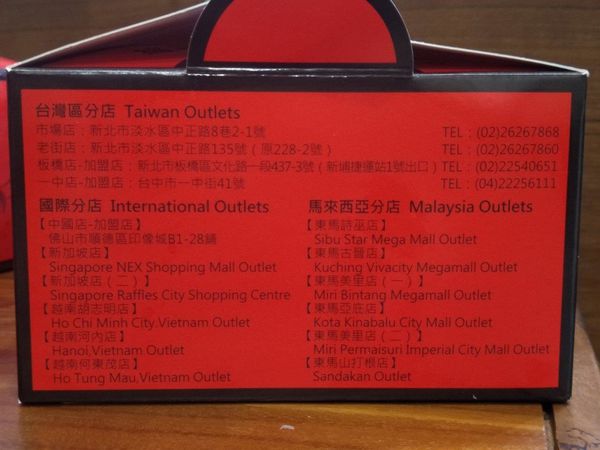 台灣區分店 Taiwan Outlets
市場店：新北市淡水區中正路8巷2-1號 TEL：(02)26267868
老街店：新北市淡水區中正路135號（原228-2號） TEL：(02)26267860
板橋店-加盟店：新北市板橋區文化路一段437-3號（新埔捷運站1號出口） TEL：(02)22540651
一中店-加盟店：台中市一中街41號 TEL：(04)22256111
國際分店 International Outlets
【中國店-加盟店】
佛山市順德區印像城B1-28鋪
【新加坡店】
Singapore NEX Shopping Mall Outlet
【新加坡店（二）】
Singapore Raffles City Shopping Centre
【越南胡志明店】
Ho Chi Minh City,Vietnam Outlet
【越南河內店】
Hanoi,Vietnam Outlet
【越南何東茂店】
Ho Tung Mau,Vietnam Outlet
馬來西亞分店 Malaysia Outlets
【東馬詩巫店】
Sibu Star Mega Mall Outlet
【東馬古晉店】
Kuching Vivacity Megamall Outlet
【東馬美里店（一）】
Miri Bintang Megamall Outlet
【東馬亞庇店】
Kota Kinabalu City Mall Outlet
【東馬美里店（二）】
Miri Permaisuri Imperial City Mall Outlet
【東馬山打根店】
Sandakan Outlet